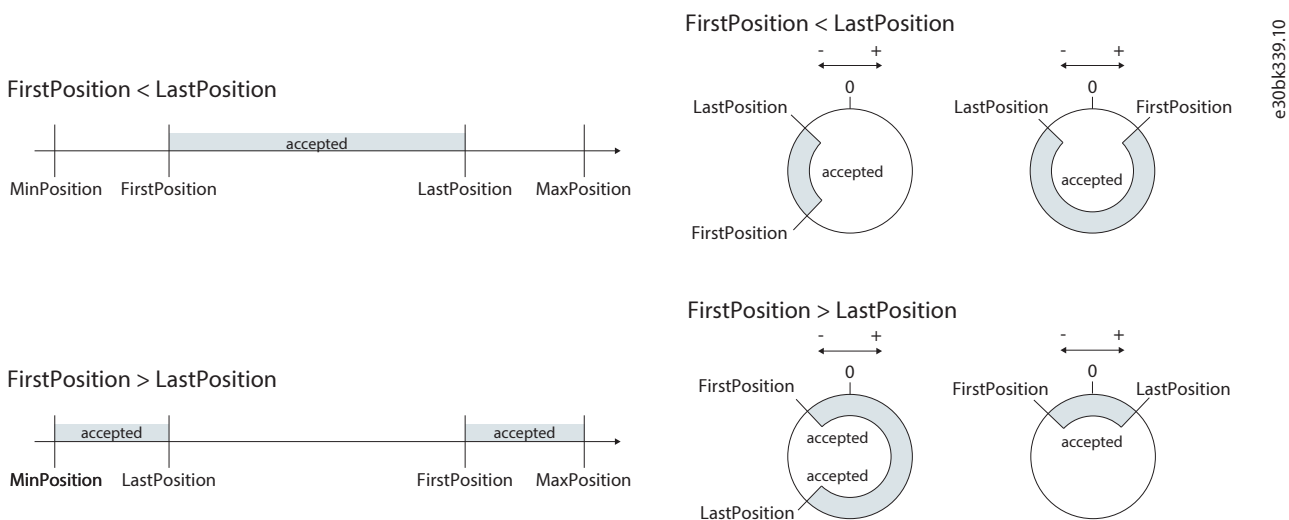 FirstPosition < LastPosition
accepted
MinPosition FirstPosition LastPosition MaxPosition
FirstPosition > LastPosition
accepted accepted
MinPosition LastPosition FirstPosition MaxPosition
FirstPosition < LastPosition
- + - +
0 0
LastPosition LastPosition FirstPosition
accepted accepted
FirstPosition
FirstPosition > LastPosition
- + - +
0 0
FirstPosition FirstPosition LastPosition
accepted accepted
accepted
LastPosition
e30bk339.10